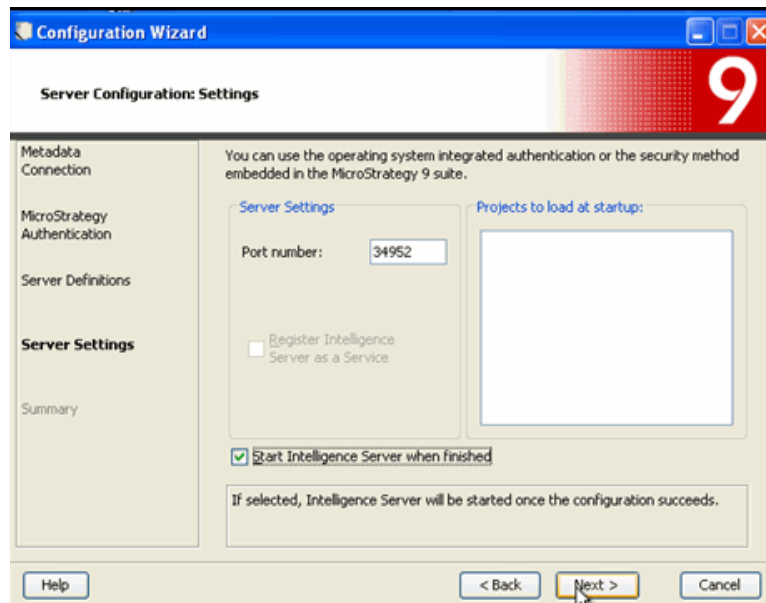 Configuration Wizard
Server Configuration: Settings
9
Metadata
Connection
MicroStrategy
Authentication
Server Definitions
Server Settings
Summary
You can use the operating system integrated authentication or the security method
embedded in the MicroStrategy 9 suite.
Server Settings
Port number: 34952
Register Intelligence
Server as a Service
Projects to load at startup:
Start Intelligence Server when finished
If selected, Intelligence Server will be started once the configuration succeeds.
Help
< Back
Next >
Cancel